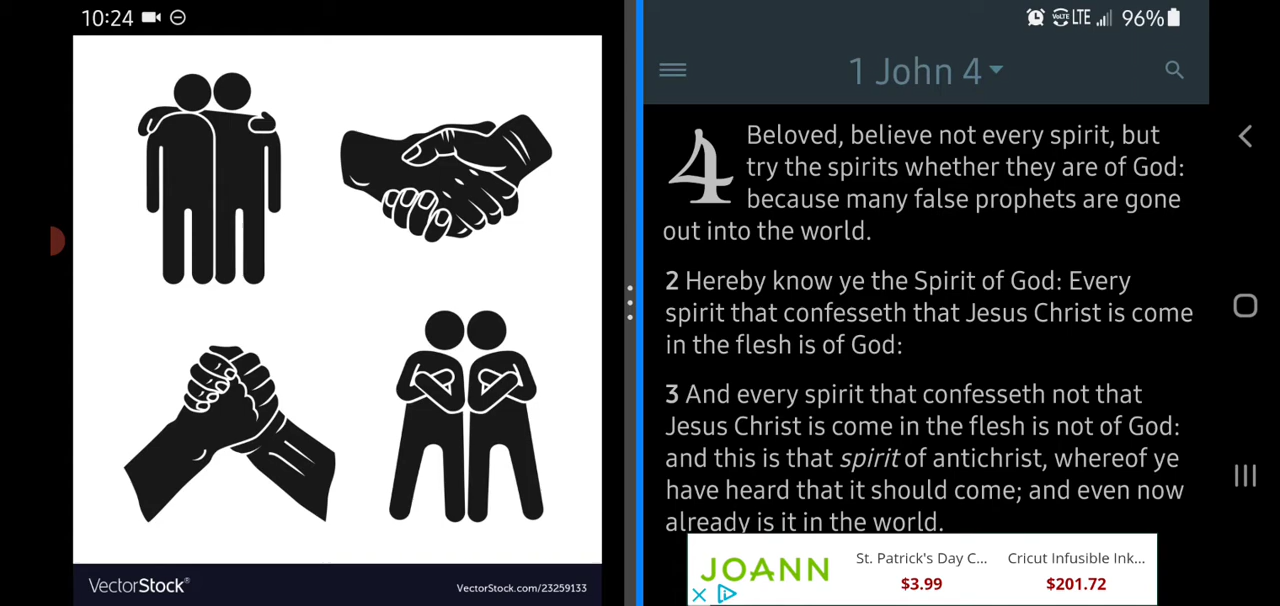 10:24
VectorStock®
VectorStock.com/23259133
LTE 96%
1 John 4
4 Beloved, believe not every spirit, but
try the spirits whether they are of God:
because many false prophets are gone
out into the world.
2 Hereby know ye the Spirit of God: Every
spirit that confesseth that Jesus Christ is come
in the flesh is of God:
3 And every spirit that confesseth not that
Jesus Christ is come in the flesh is not of God:
and this is that spirit of antichrist, whereof ye
have heard that it should come; and even now
already is it in the world.
JOANN
St. Patrick's Day C...
$3.99
Cricut Infusible Ink...
$201.72